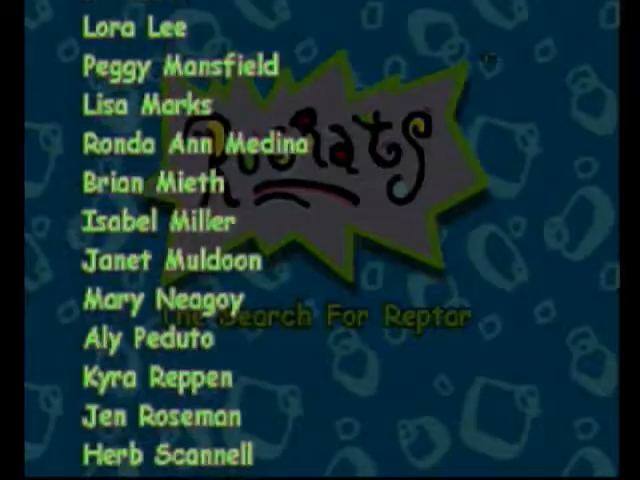 Lora Lee
Peggy Mansfield
Lisa Marks
Ronda Ann Medina
Brian Mieth
Isabel Miller
Janet Muldoon
Mary Neagoy
Aly Peduto
Kyra Reppen
Jen Roseman
Herb Scannell
Rugrats
The Search For Reptar